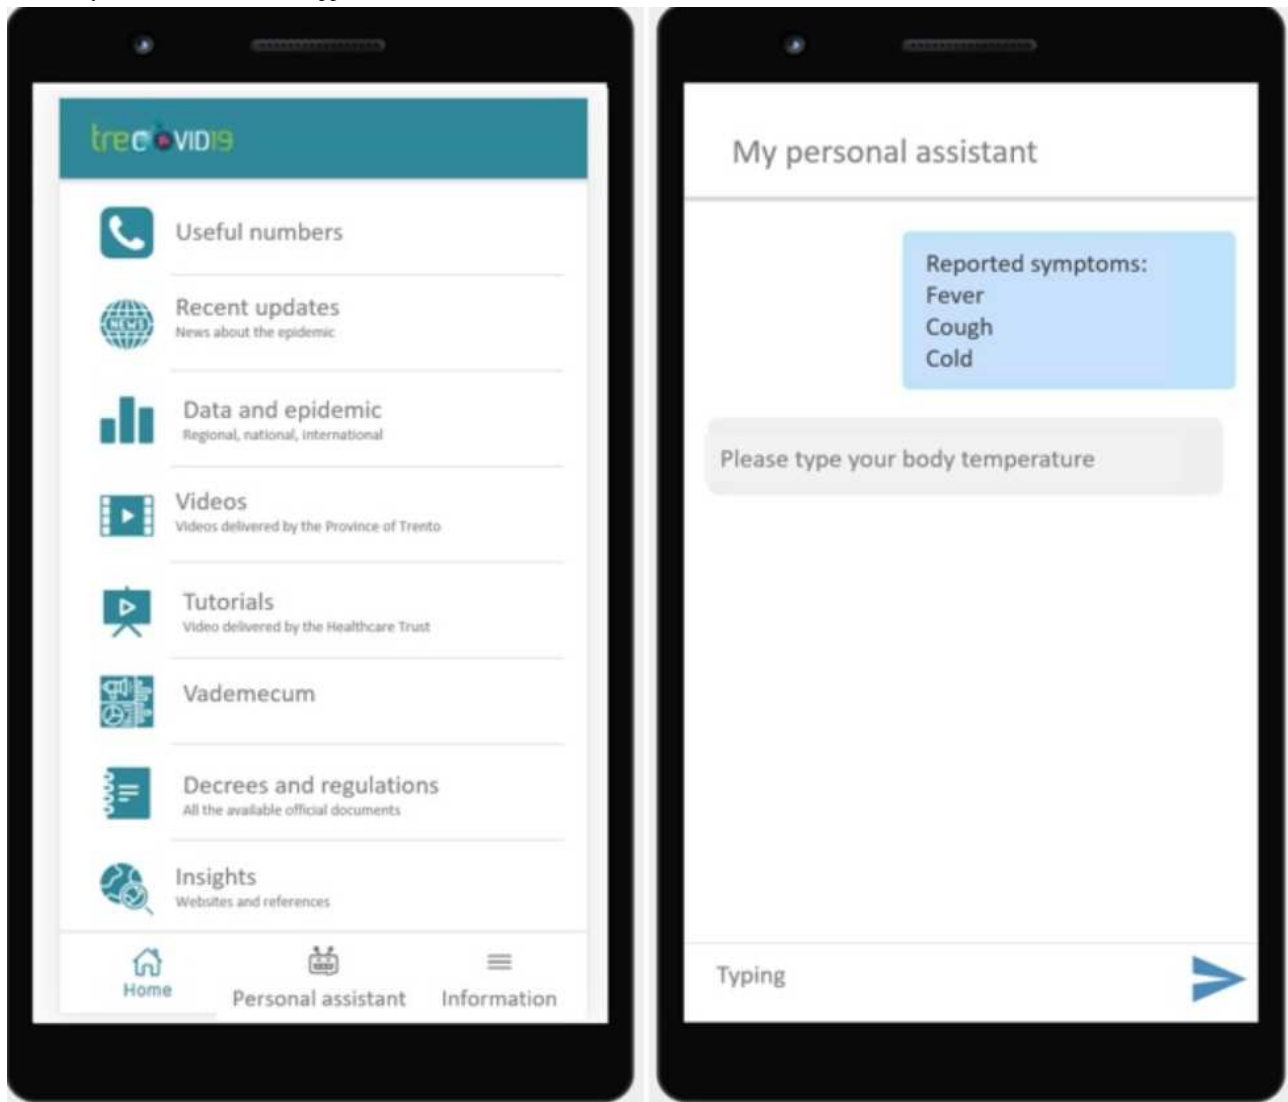 trecOVID19
Useful numbers
Recent updates
News about the epidemic
NEWS
Data and epidemic
Regional, national, international
Videos
Videos delivered by the Province of Trento
Tutorials
Video delivered by the Healthcare Trust
Vademecum
Decrees and regulations
All the available official documents
Insights
Websites and references
Home
Personal assistant
Information
My personal assistant
Reported symptoms:
Fever
Cough
Cold
Please type your body temperature
Typing